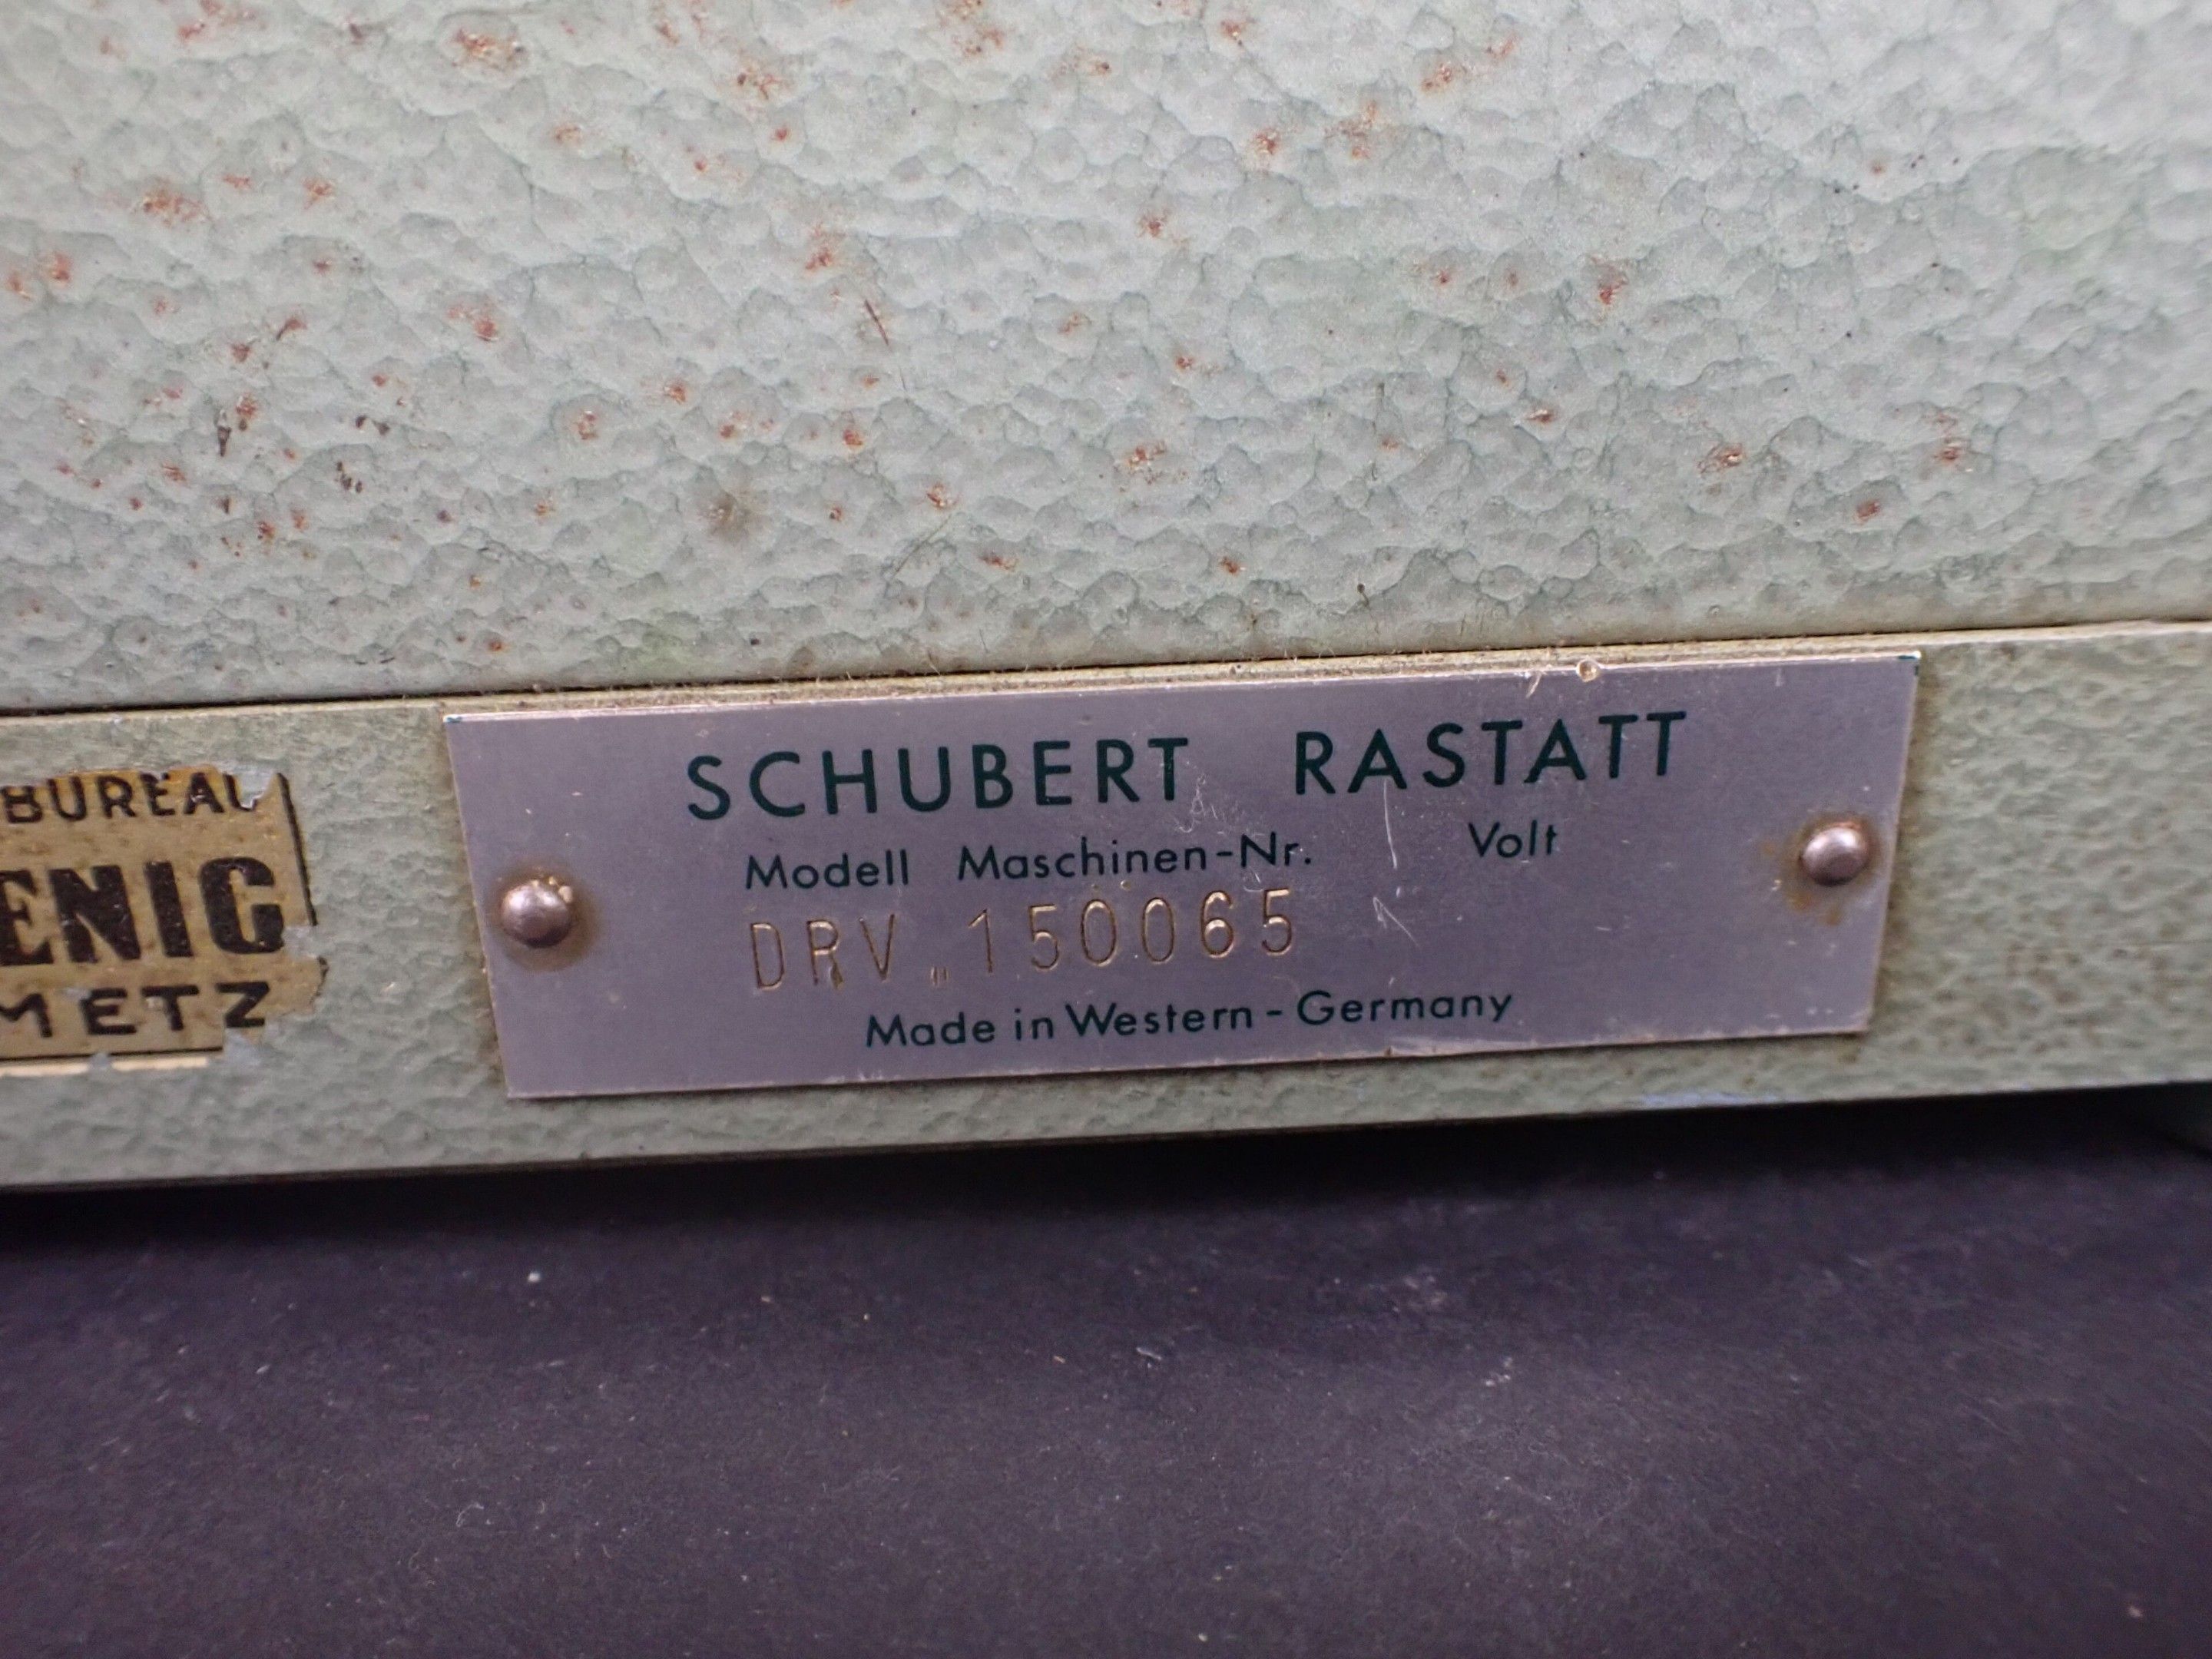 BUREAU
ENIG
METZ
SCHUBERT RASTATT
Modell Maschinen-Nr. Volt
DRV 150065
Made in Western-Germany